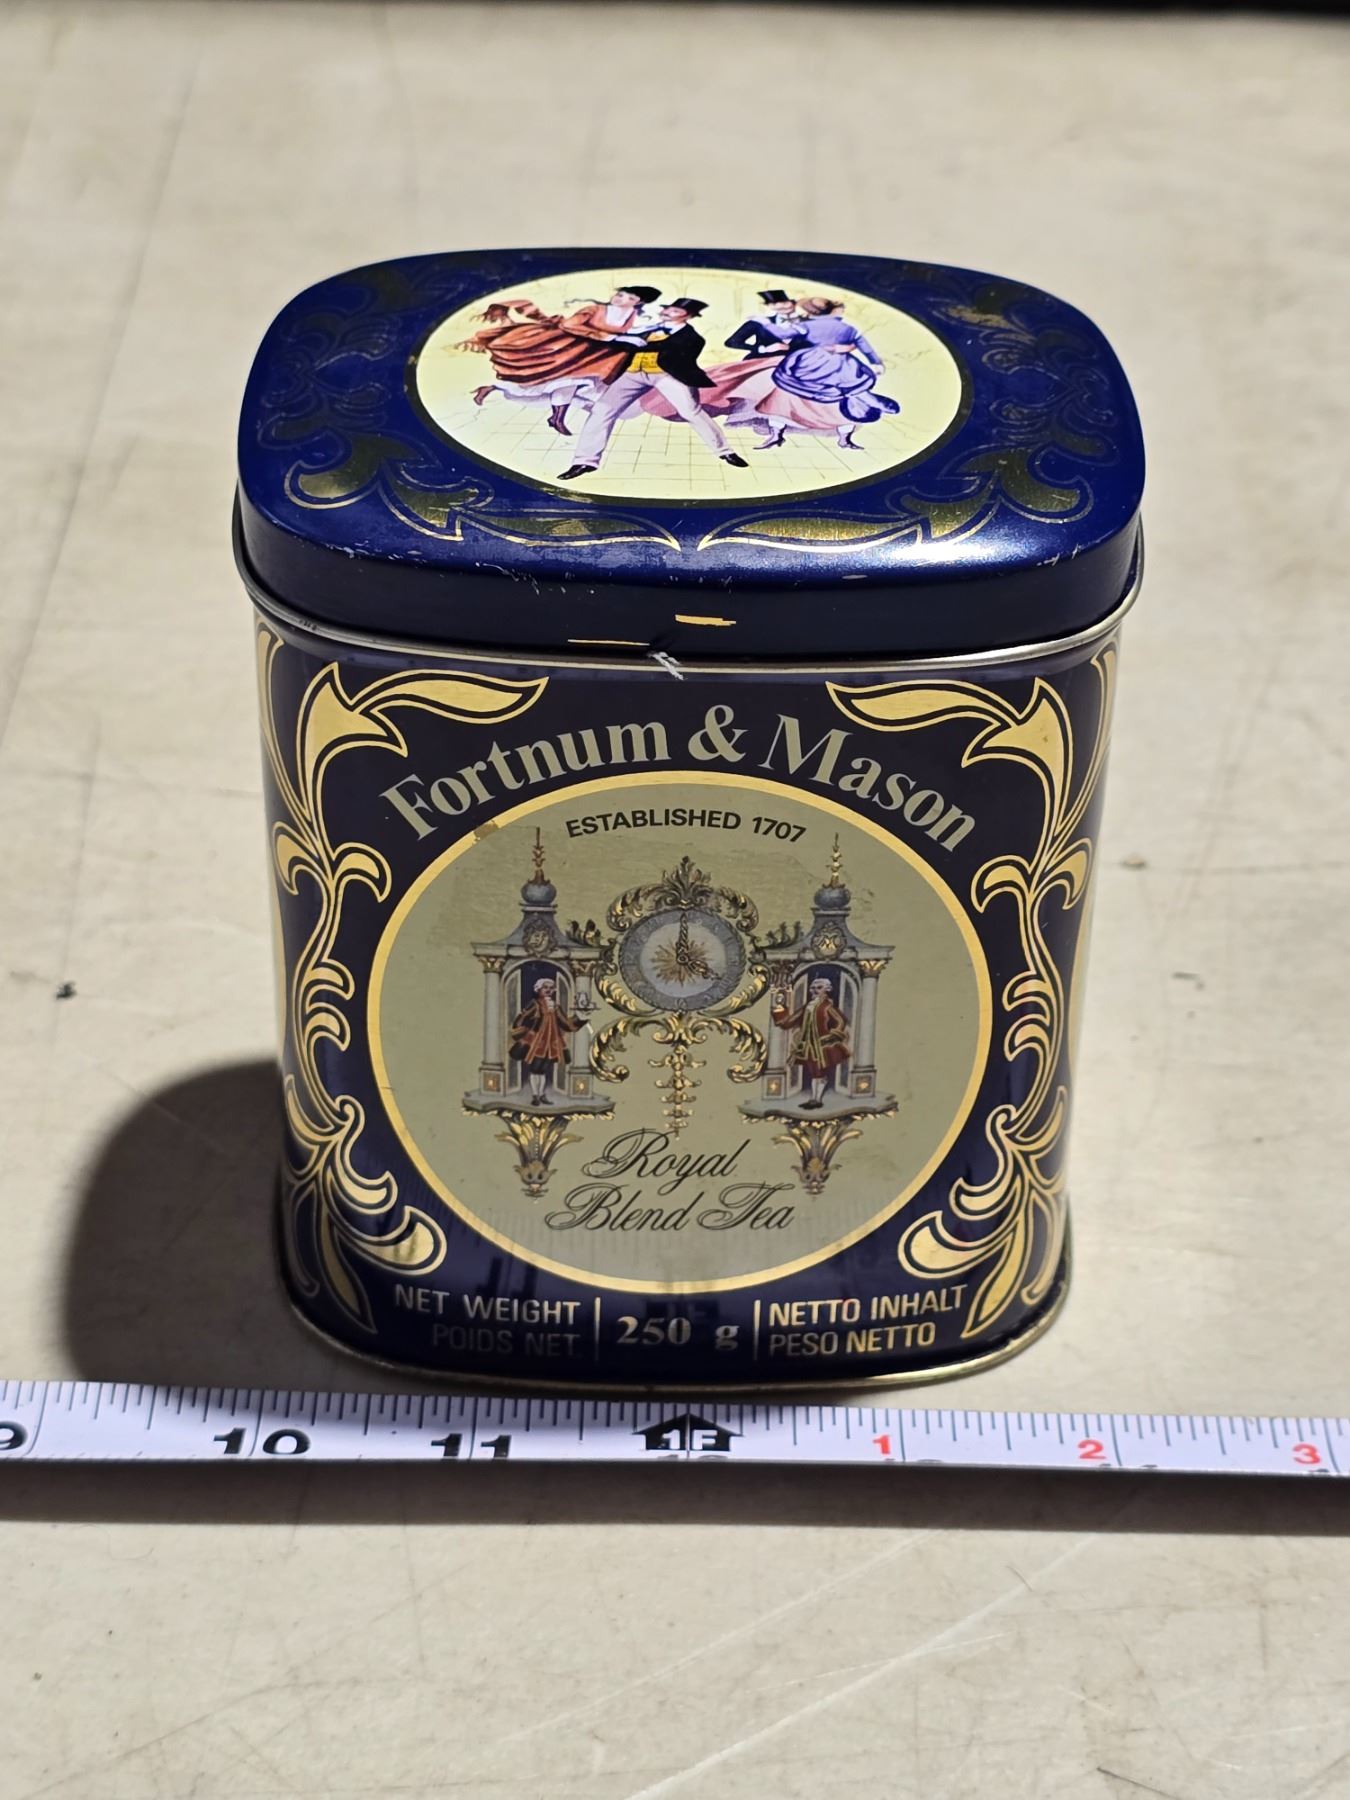 Fortnum & Mason
ESTABLISHED 1707
Royal
Blend Tea
NET WEIGHT
POIDS NET.
250 g
NETTO INHALT
PESO NETTO
9 10 11 1F 1 2 3